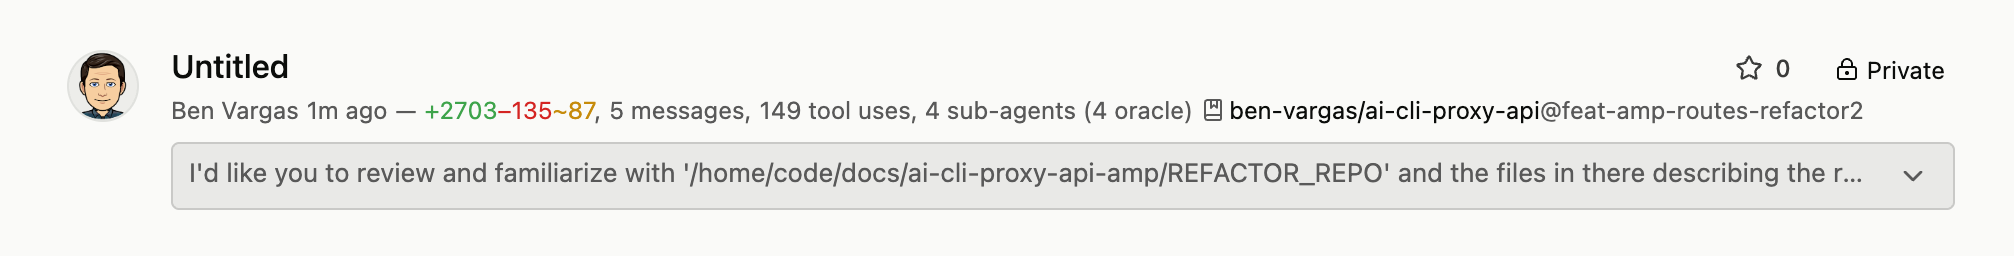 Untitled
0
Private
Ben Vargas 1m ago — +2703–135~87, 5 messages, 149 tool uses, 4 sub-agents (4 oracle) ben-vargas/ai-cli-proxy-api@feat-amp-routes-refactor2
I'd like you to review and familiarize with '/home/code/docs/ai-cli-proxy-api-amp/REFACTOR_REPO' and the files in there describing the r...